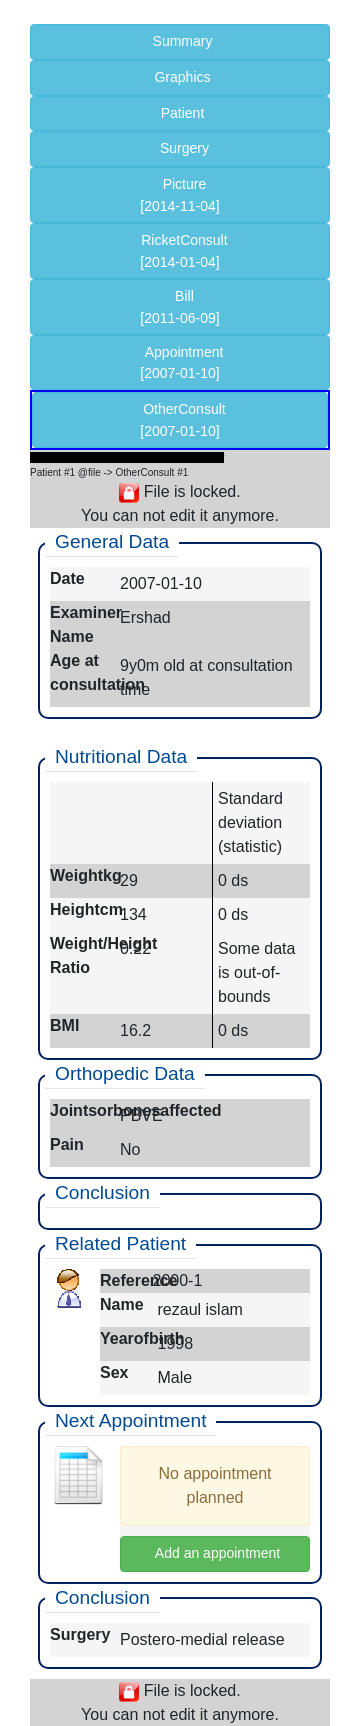 Summary
Graphics
Patient
Surgery
Picture
[2014-11-04]
RicketConsult
[2014-01-04]
Bill
[2011-06-09]
Appointment
[2007-01-10]
OtherConsult
[2007-01-10]
Patient #1 @file -> OtherConsult #1
File is locked.
You can not edit it anymore.
General Data
Date 2007-01-10
Examiner Name Ershad
Age at consultation 9y0m old at consultation time
Nutritional Data
Standard
deviation
(statistic)
Weightkg 29 0 ds
Heightcm 134 0 ds
Weight/Height Ratio 0.22 Some data
is out-of-
bounds
BMI 16.2 0 ds
Orthopedic Data
Jointsorbonesaffected PBVE
Pain No
Conclusion
Related Patient
Reference 2000-1
Name rezaul islam
Yearofbirth 1998
Sex Male
Next Appointment
No appointment
planned
Add an appointment
Conclusion
Surgery Postero-medial release
File is locked.
You can not edit it anymore.